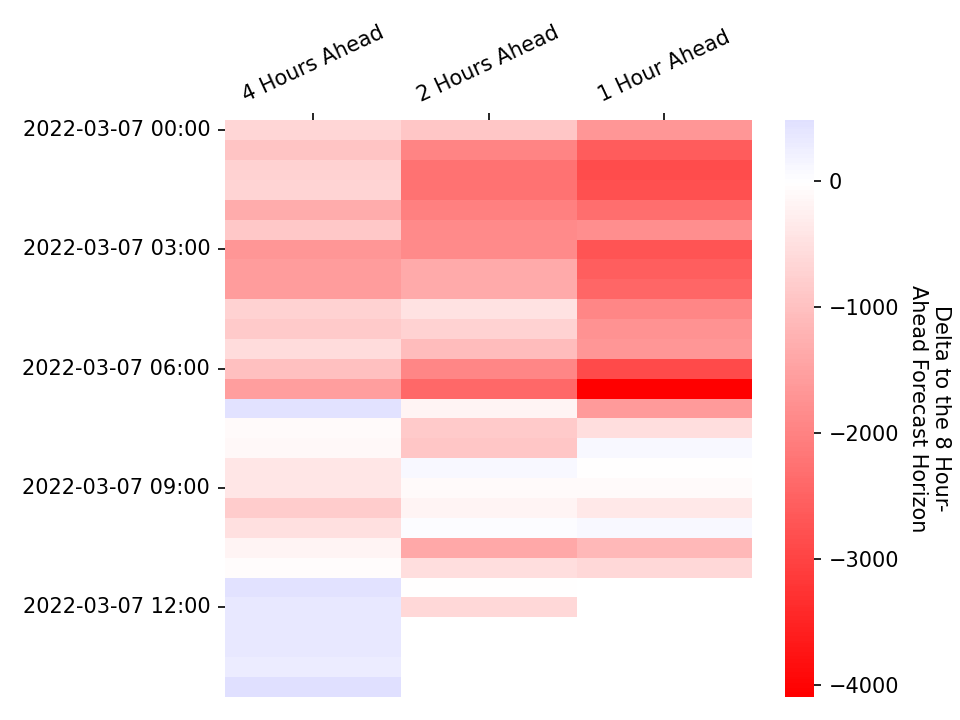 4 Hours Ahead
2 Hours Ahead
1 Hour Ahead
2022-03-07 00:00
2022-03-07 03:00
2022-03-07 06:00
2022-03-07 09:00
2022-03-07 12:00
0
−1000
−2000
−3000
−4000
Delta to the 8 Hour-
Ahead Forecast Horizon